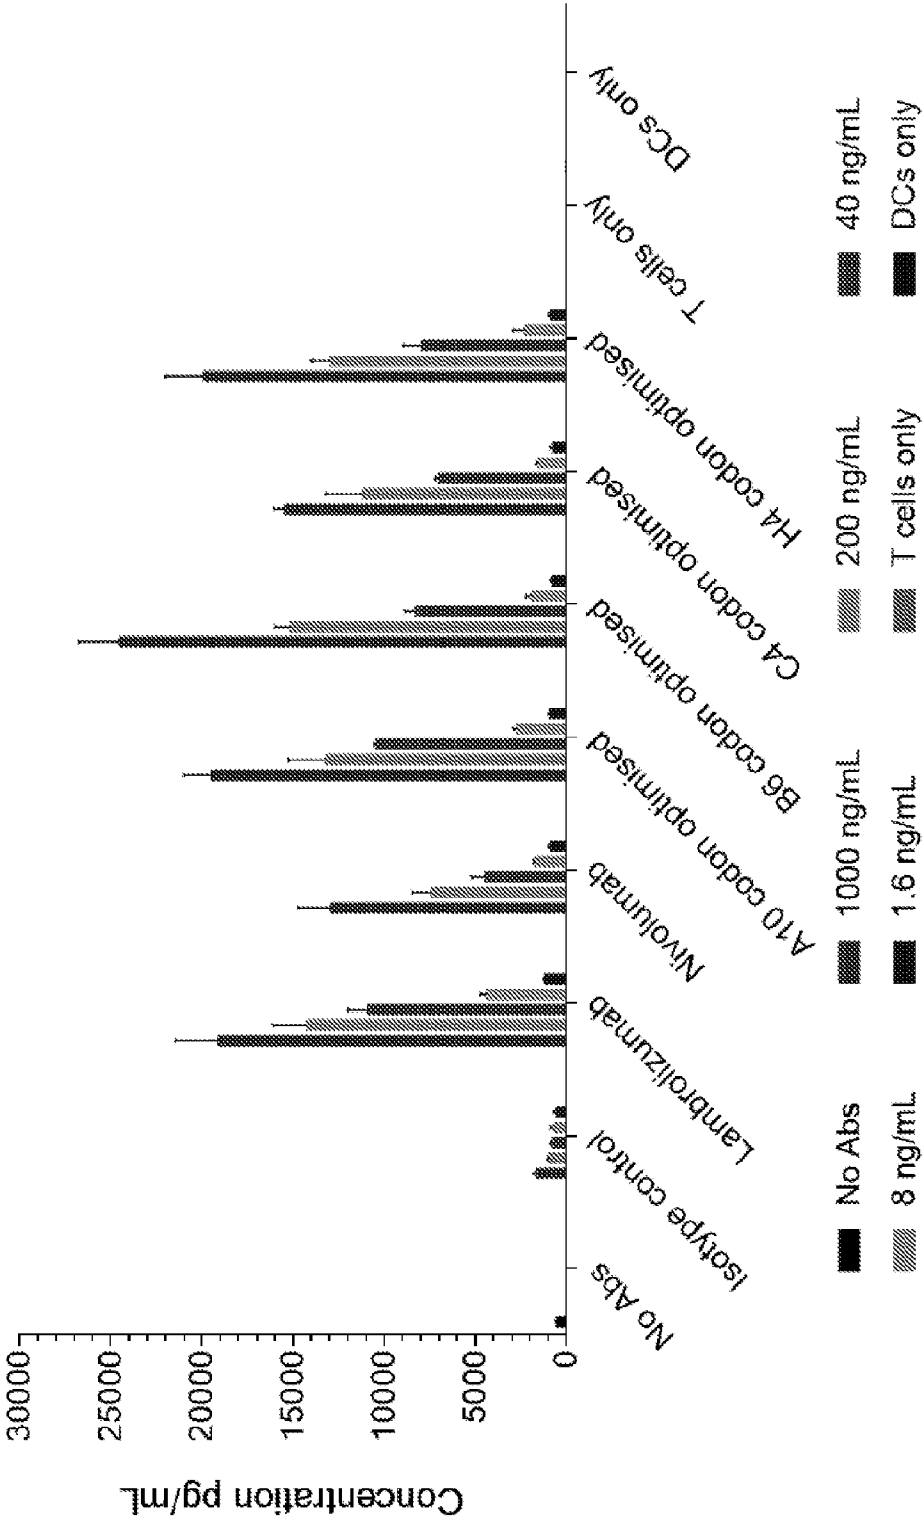 Concentration pg/mL
30000
25000
20000
15000
10000
5000
0
No Abs
Isotype control
Lambrolizumab
Nivolumab
A10 codon optimised
B6 codon optimised
C4 codon optimised
H4 codon optimised
T cells only
DCs only
No Abs
1000 ng/mL
200 ng/mL
40 ng/mL
8 ng/mL
1.6 ng/mL
T cells only
DCs only